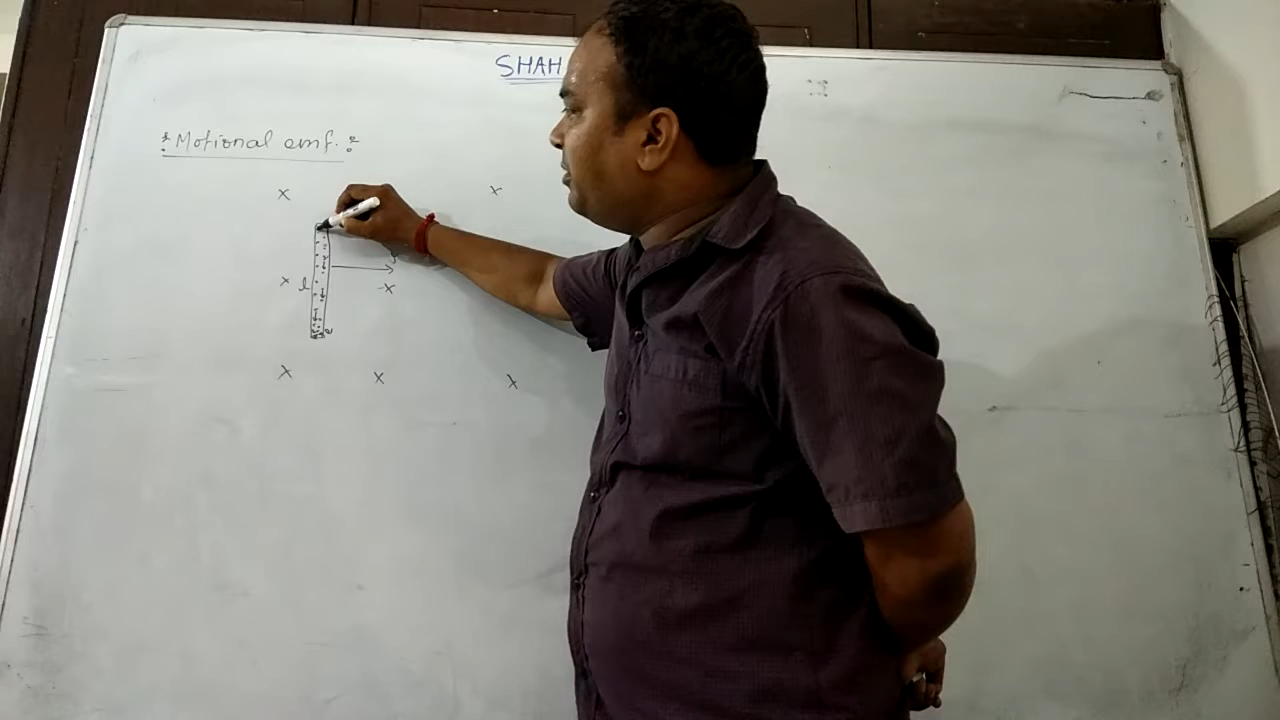 SHAH
: Motional emf. :
x x
l v
x x
x x x